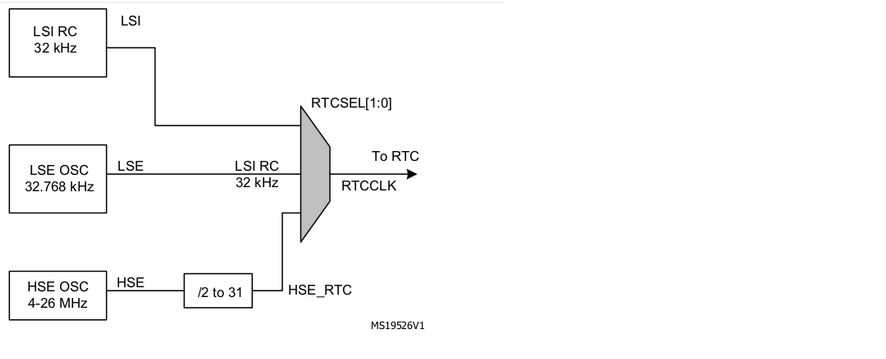 LSI RC
32 kHz
LSI
RTCSEL[1:0]
LSE OSC
32.768 kHz
LSE
LSI RC
32 kHz
To RTC
RTCCLK
HSE OSC
4-26 MHz
HSE
/2 to 31
HSE_RTC
MS19526V1